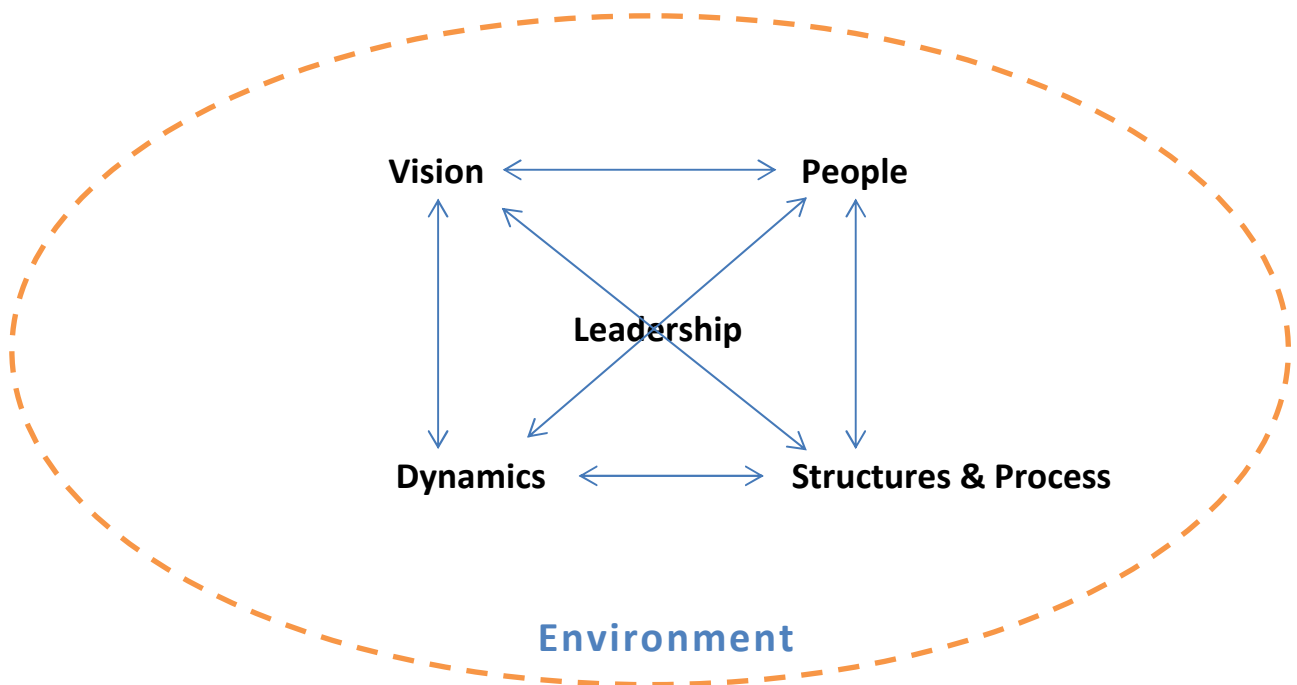 Vision
People
Leadership
Dynamics
Structures & Process
Environment